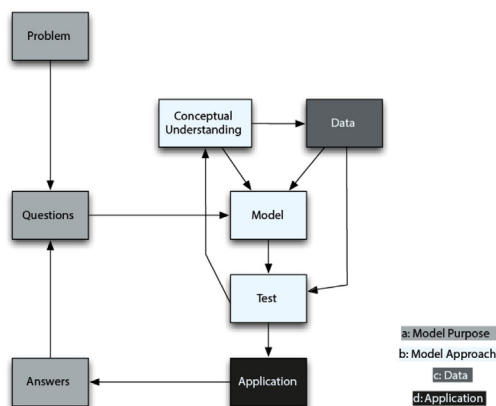 Problem
Conceptual
Understanding
Data
Questions
Model
Test
Answers
Application
a: Model Purpose
b: Model Approach
c: Data
d: Application